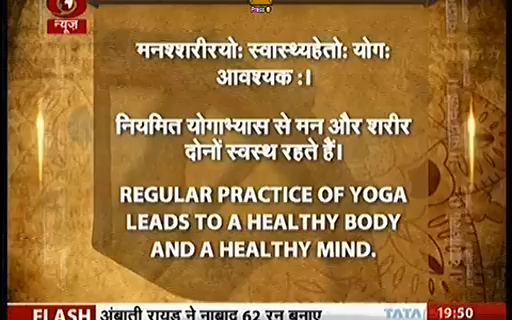 न्यूज़
मनश्शरीरयोः स्वास्थ्यहेतोः योगः
आवश्यक :।
नियमित योगाभ्यास से मन और शरीर
दोनों स्वस्थ रहते हैं।
REGULAR PRACTICE OF YOGA
LEADS TO A HEALTHY BODY
AND A HEALTHY MIND.
FLASH अंबाती रायडू ने नाबाद 62 रन बनाए TATA 19:50